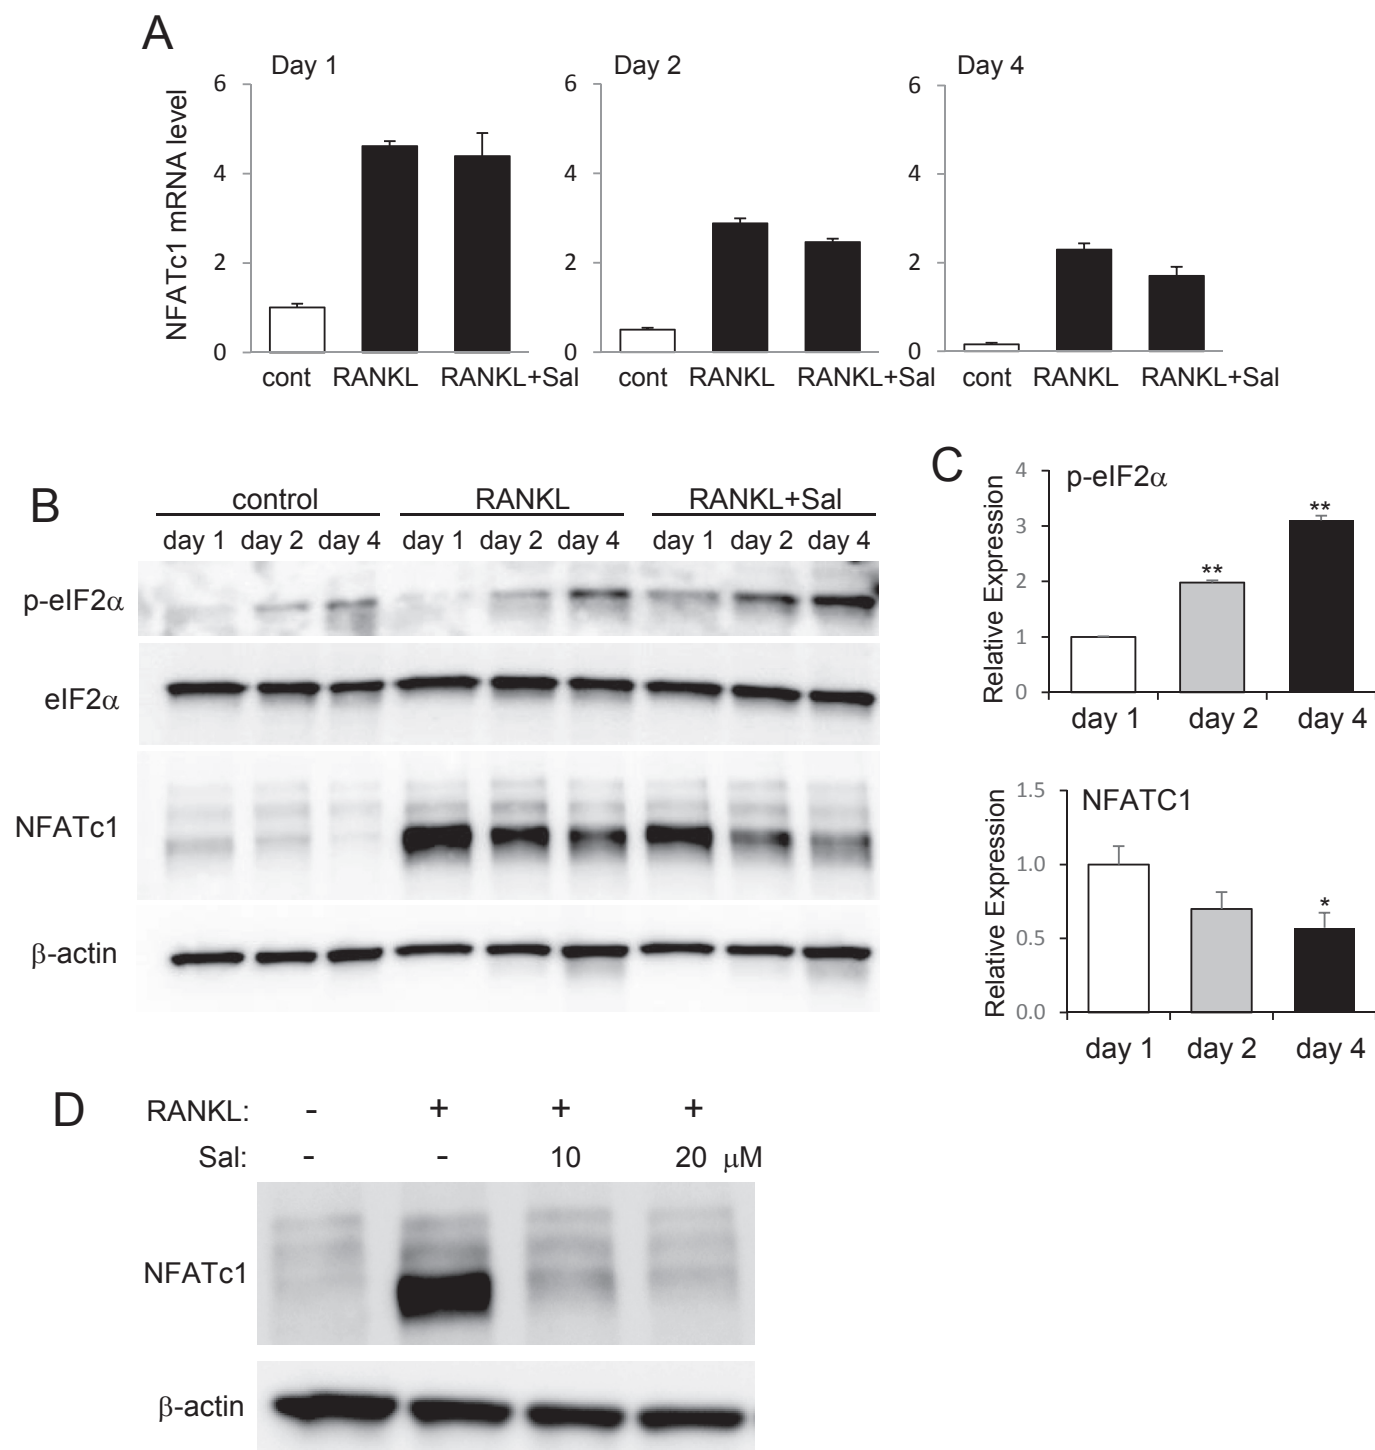 A
Day 1
Day 2
Day 4
NFATc1 mRNA level
6
4
2
0
6
4
2
0
6
4
2
0
cont RANKL RANKL+Sal
cont RANKL RANKL+Sal
cont RANKL RANKL+Sal
B
control RANKL RANKL+Sal
day 1 day 2 day 4 day 1 day 2 day 4 day 1 day 2 day 4
p-eIF2α
eIF2α
NFATc1
β-actin
C
p-eIF2α
Relative Expression
4
3
2
1
0
**
**
day 1 day 2 day 4
NFATC1
Relative Expression
1.5
1.0
0.5
0.0
*
day 1 day 2 day 4
D
RANKL: - + + +
Sal: - - 10 20 μM
NFATc1
β-actin